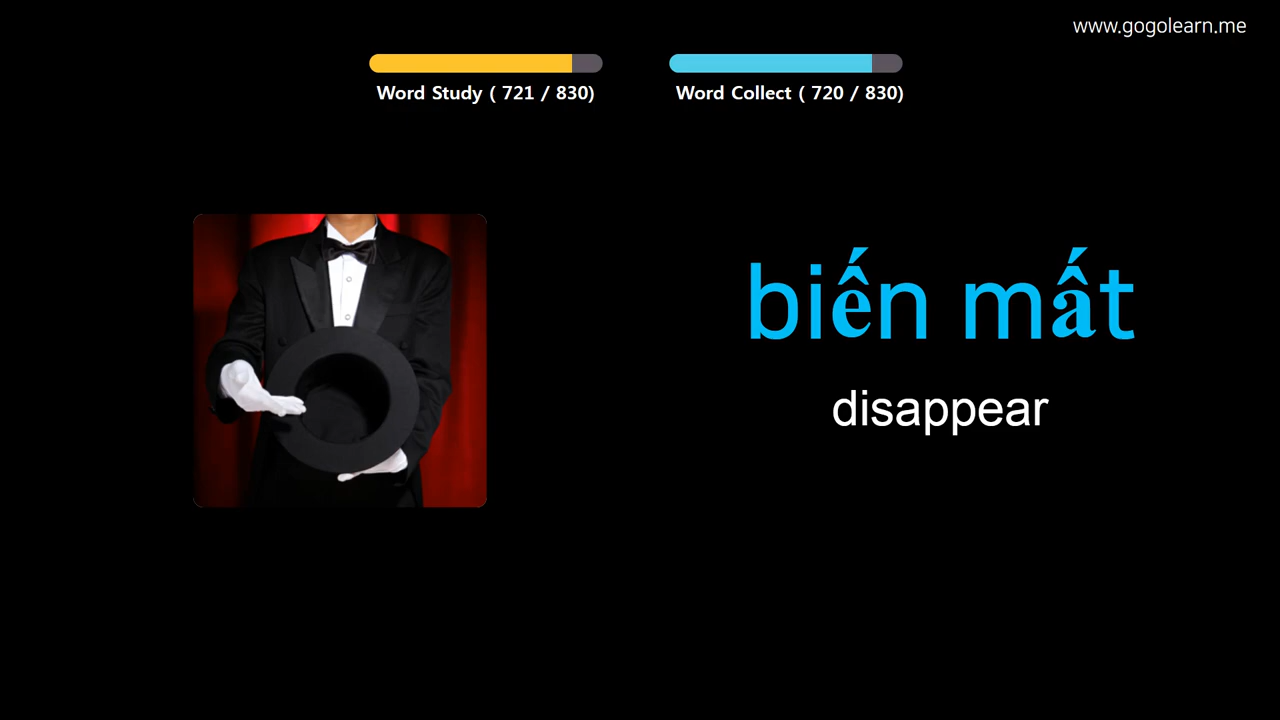 www.gogolearn.me
Word Study ( 721 / 830)
Word Collect ( 720 / 830)
biến mất
disappear